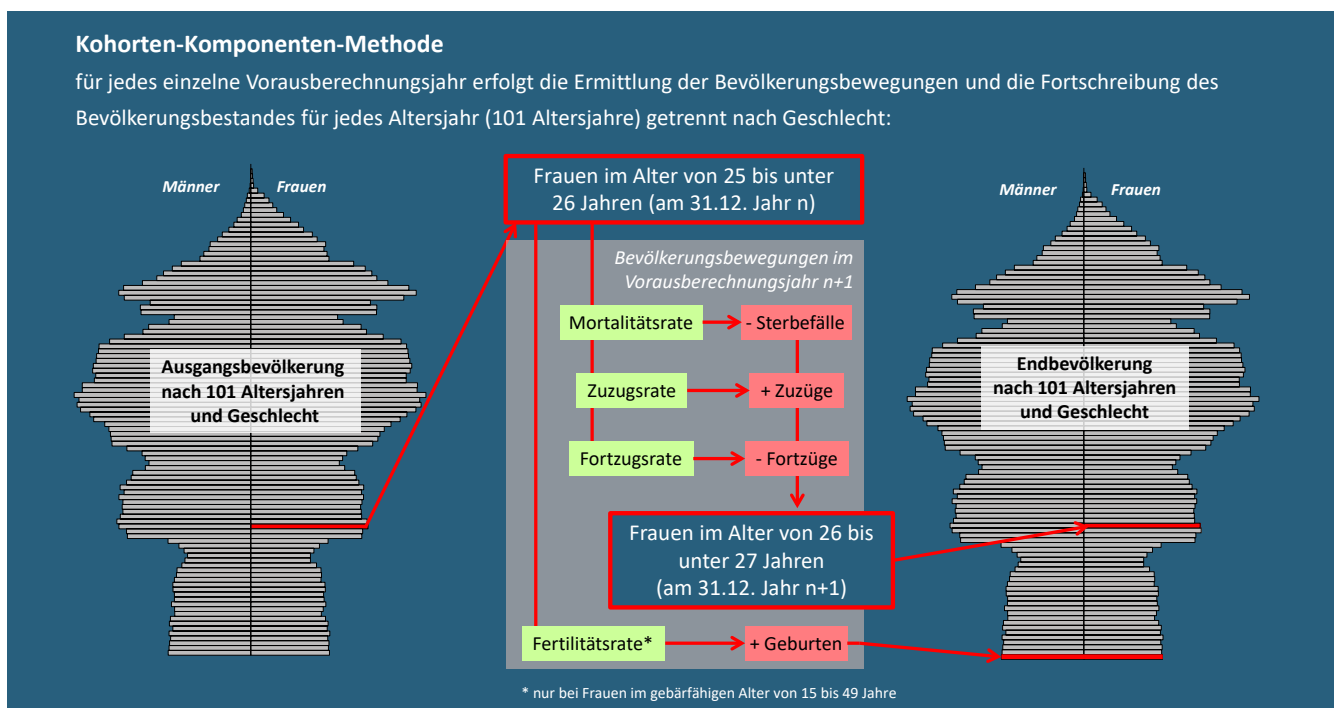 Kohorten-Komponenten-Methode
für jedes einzelne Vorausberechnungsjahr erfolgt die Ermittlung der Bevölkerungsbewegungen und die Fortschreibung des
Bevölkerungsbestandes für jedes Altersjahr (101 Altersjahre) getrennt nach Geschlecht:
Männer
Frauen
Ausgangsbevölkerung
nach 101 Altersjahren
und Geschlecht
Frauen im Alter von 25 bis unter
26 Jahren (am 31.12. Jahr n)
Bevölkerungsbewegungen im
Vorausberechnungsjahr n+1
Mortalitätsrate
- Sterbefälle
Zuzugsrate
+ Zuzüge
Fortzugsrate
- Fortzüge
Frauen im Alter von 26 bis
unter 27 Jahren
(am 31.12. Jahr n+1)
Fertilitätsrate*
+ Geburten
Männer
Frauen
Endbevölkerung
nach 101 Altersjahren
und Geschlecht
* nur bei Frauen im gebärfähigen Alter von 15 bis 49 Jahre